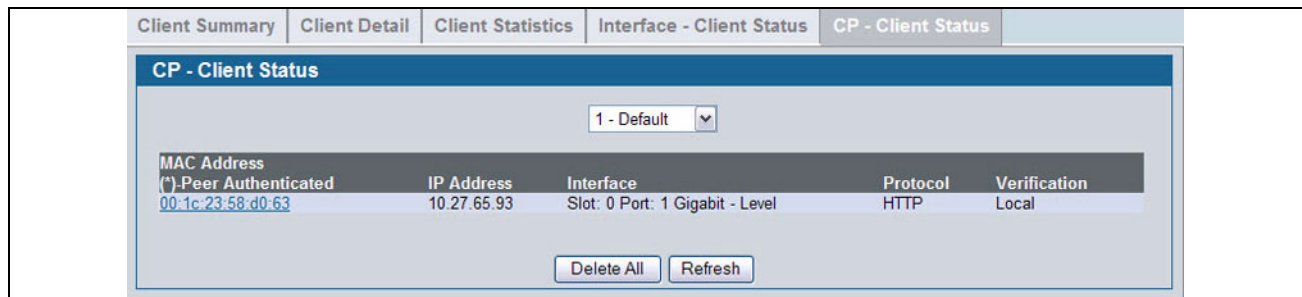 Client Summary Client Detail Client Statistics Interface - Client Status CP - Client Status
CP - Client Status
1 - Default
MAC Address
(*)-Peer Authenticated IP Address Interface Protocol Verification
00:1c:23:58:d0:63 10.27.65.93 Slot: 0 Port: 1 Gigabit - Level HTTP Local
Delete All Refresh